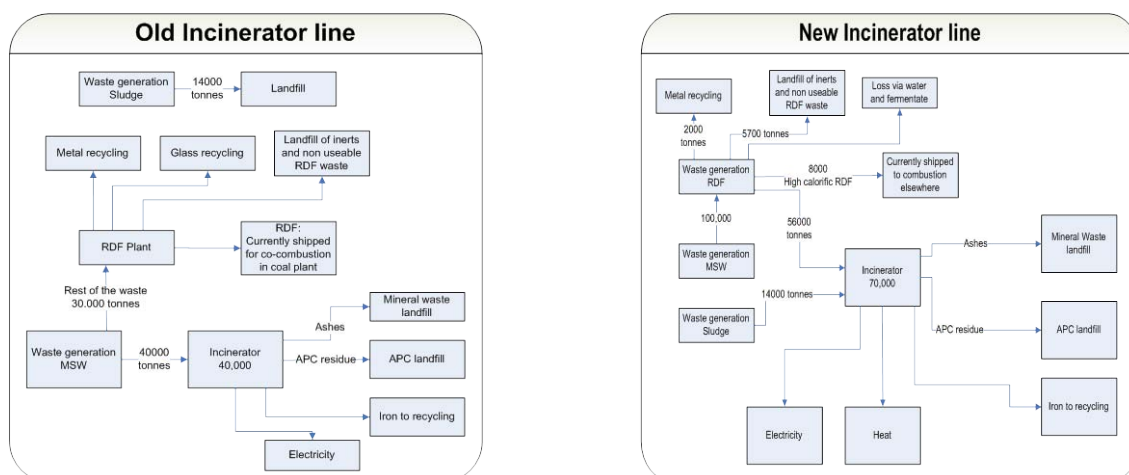 Old Incinerator line
Waste generation
Sludge
14000
tonnes
Landfill
Metal recycling
Glass recycling
Landfill of inerts
and non useable
RDF waste
RDF Plant
RDF:
Currently shipped
for co-combustion
in coal plant
Rest of the waste
30.000 tonnes
Waste generation
MSW
40000
tonnes
Incinerator
40,000
Ashes
Mineral waste
landfill
APC residue
APC landfill
Iron to recycling
Electricity
New Incinerator line
Metal recycling
Landfill of inerts
and non useable
RDF waste
Loss via water
and fermentate
2000
tonnes
5700 tonnes
Waste generation
RDF
8000
High calorific RDF
Currently shipped
to combustion
elsewhere
100,000
56000
tonnes
Waste generation
MSW
Incinerator
70,000
Ashes
Mineral Waste
landfill
14000 tonnes
Waste generation
Sludge
APC residue
APC landfill
Iron to recycling
Electricity
Heat